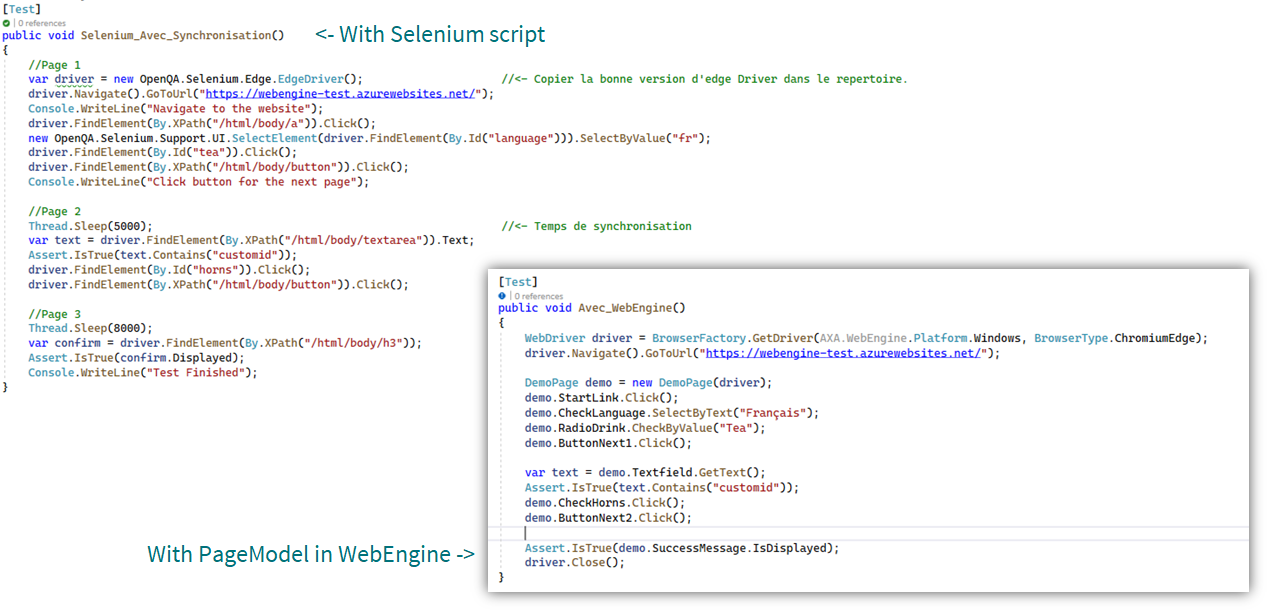 [Test]
0 references
public void Selenium_Avec_Synchronisation()
<- With Selenium script
{
//Page 1
var driver = new OpenQA.Selenium.Edge.EdgeDriver(); //<- Copier la bonne version d'edge Driver dans le repertoire.
driver.Navigate().GoToUrl("https://webengine-test.azurewebsites.net/");
Console.WriteLine("Navigate to the website");
driver.FindElement(By.XPath("/html/body/a")).Click();
new OpenQA.Selenium.Support.UI.SelectElement(driver.FindElement(By.Id("language"))).SelectByValue("fr");
driver.FindElement(By.Id("tea")).Click();
driver.FindElement(By.XPath("/html/body/button")).Click();
Console.WriteLine("Click button for the next page");
//Page 2
Thread.Sleep(5000); //<- Temps de synchronisation
var text = driver.FindElement(By.XPath("/html/body/textarea")).Text;
Assert.IsTrue(text.Contains("customid"));
driver.FindElement(By.Id("horns")).Click();
driver.FindElement(By.XPath("/html/body/button")).Click();
//Page 3
Thread.Sleep(8000);
var confirm = driver.FindElement(By.XPath("/html/body/h3"));
Assert.IsTrue(confirm.Displayed);
Console.WriteLine("Test Finished");
}
[Test]
0 references
public void Avec_WebEngine()
{
WebDriver driver = BrowserFactory.GetDriver(AXA.WebEngine.Platform.Windows, BrowserType.ChromiumEdge);
driver.Navigate().GoToUrl("https://webengine-test.azurewebsites.net/");
DemoPage demo = new DemoPage(driver);
demo.StartLink.Click();
demo.CheckLanguage.SelectByText("Français");
demo.RadioDrink.CheckByValue("Tea");
demo.ButtonNext1.Click();
var text = demo.Textfield.GetText();
Assert.IsTrue(text.Contains("customid"));
demo.CheckHorns.Click();
demo.ButtonNext2.Click();
Assert.IsTrue(demo.SuccessMessage.IsDisplayed);
driver.Close();
}
With PageModel in WebEngine ->